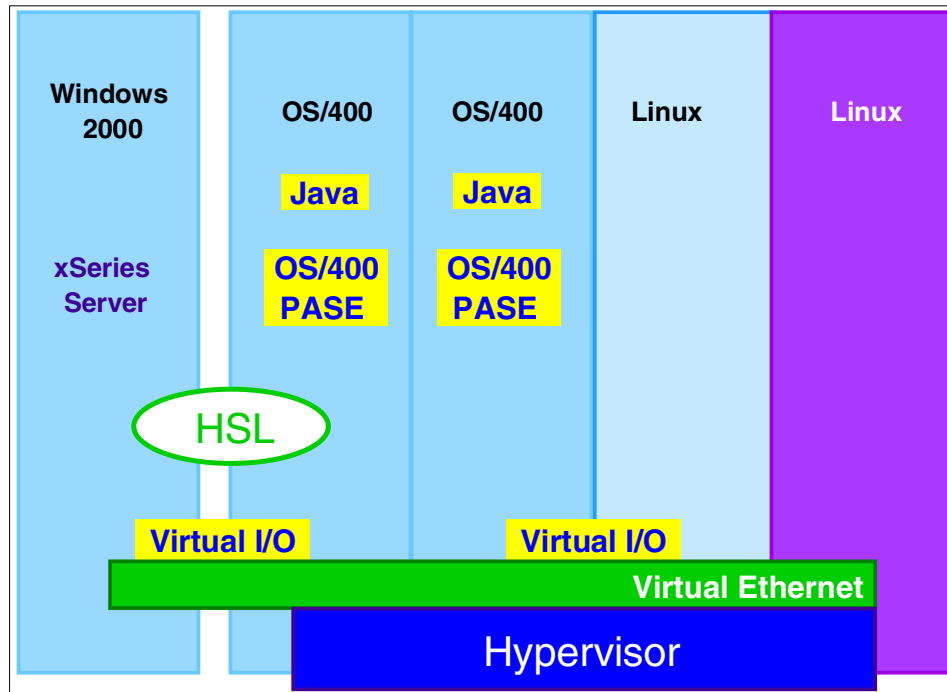 Windows
2000
OS/400
OS/400
Linux
Linux
Java
Java
xSeries
Server
OS/400
PASE
OS/400
PASE
HSL
Virtual I/O
Virtual I/O
Virtual Ethernet
Hypervisor